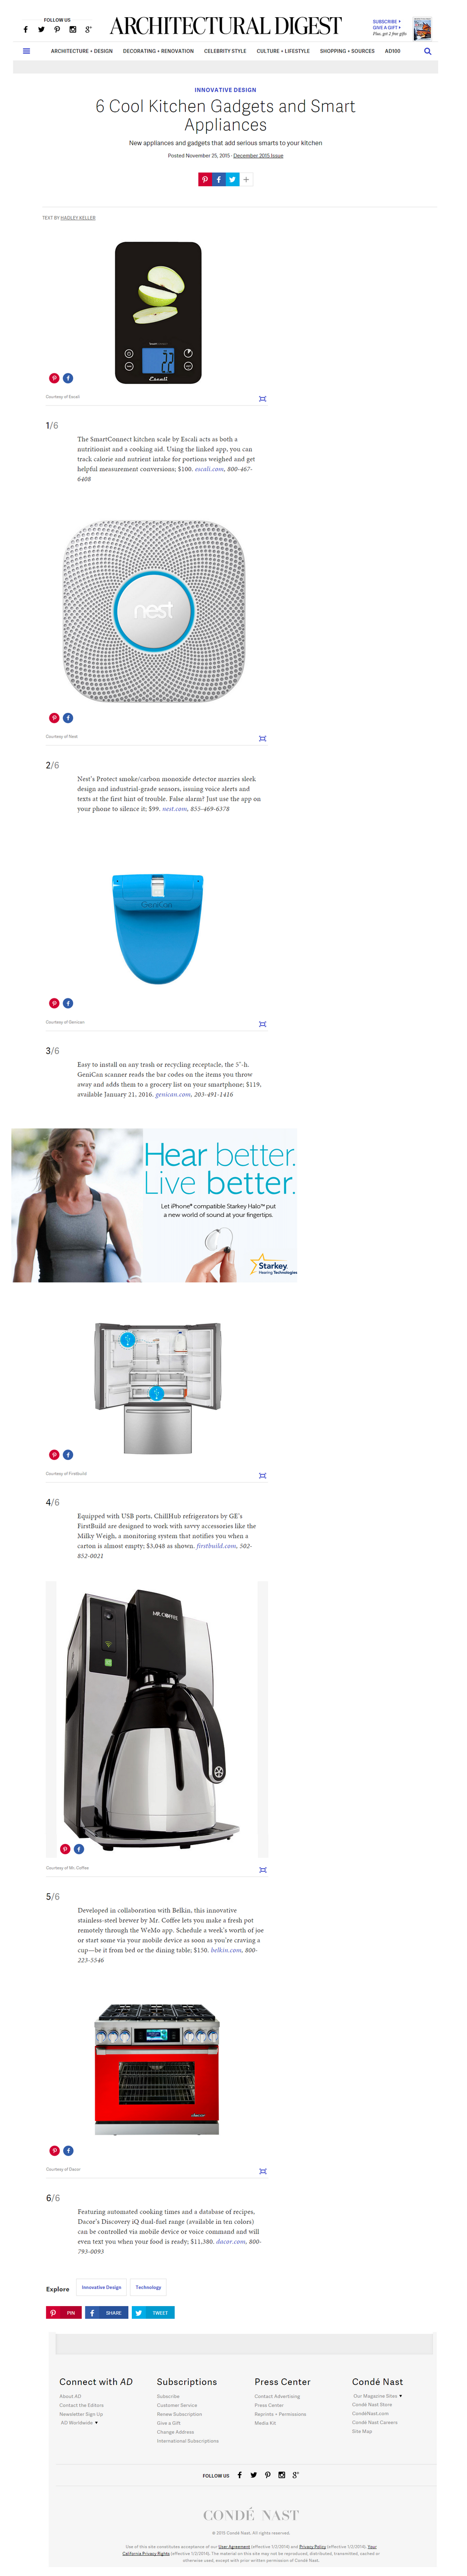 FOLLOW US
ARCHITECTURAL DIGEST
SUBSCRIBE
GIVE A GIFT
Plus, get 2 free gifts
ARCHITECTURE + DESIGN DECORATING + RENOVATION CELEBRITY STYLE CULTURE + LIFESTYLE SHOPPING + SOURCES AD100
INNOVATIVE DESIGN
6 Cool Kitchen Gadgets and Smart
Appliances
New appliances and gadgets that add serious smarts to your kitchen
Posted November 25, 2015 · December 2015 Issue
TEXT BY HADLEY KELLER
Escali
Courtesy of Escali
1/6
The SmartConnect kitchen scale by Escali acts as both a
nutritionist and a cooking aid. Using the linked app, you can
track calorie and nutrient intake for portions weighed and get
helpful measurement conversions; $100. escali.com, 800-467-
6408
nest
Courtesy of Nest
2/6
Nest's Protect smoke/carbon monoxide detector marries sleek
design and industrial-grade sensors, issuing voice alerts and
texts at the first hint of trouble. False alarm? Just use the app on
your phone to silence it; $99. nest.com, 855-469-6378
GeniCan
Courtesy of Genican
3/6
Easy to install on any trash or recycling receptacle, the 5"-h.
GeniCan scanner reads the bar codes on the items you throw
away and adds them to a grocery list on your smartphone; $119,
available January 21, 2016. genican.com, 203-491-1416
Hear better.
Live better.
Let iPhone® compatible Starkey Halo™ put
a new world of sound at your fingertips.
Starkey
Hearing Technologies
Courtesy of Firstbuild
4/6
Equipped with USB ports, ChillHub refrigerators by GE's
FirstBuild are designed to work with savvy accessories like the
Milky Weigh, a monitoring system that notifies you when a
carton is almost empty; $3,048 as shown. firstbuild.com, 502-
852-0021
MR. COFFEE
Courtesy of Mr. Coffee
5/6
Developed in collaboration with Belkin, this innovative
stainless-steel brewer by Mr. Coffee lets you make a fresh pot
remotely through the WeMo app. Schedule a week's worth of joe
or start some via your mobile device as soon as you're craving a
cup—be it from bed or the dining table; $150. belkin.com, 800-
223-5546
Courtesy of Dacor
6/6
Featuring automated cooking times and a database of recipes,
Dacor's Discovery iQ dual-fuel range (available in ten colors)
can be controlled via mobile device or voice command and will
even text you when your food is ready; $11,380. dacor.com, 800-
793-0093
Explore Innovative Design Technology
PIN SHARE TWEET
Connect with AD
About AD
Contact the Editors
Newsletter Sign Up
AD Worldwide
Subscriptions
Subscribe
Customer Service
Renew Subscription
Give a Gift
Change Address
International Subscriptions
Press Center
Contact Advertising
Press Center
Reprints + Permissions
Media Kit
Condé Nast
Our Magazine Sites
Condé Nast Store
CondéNast.com
Condé Nast Careers
Site Map
FOLLOW US
CONDÉ NAST
© 2015 Condé Nast. All rights reserved.
Use of this site constitutes acceptance of our User Agreement (effective 1/2/2014) and Privacy Policy (effective 1/2/2014). Your
California Privacy Rights (effective 1/2/2014). The material on this site may not be reproduced, distributed, transmitted, cached or
otherwise used, except with prior written permission of Condé Nast.